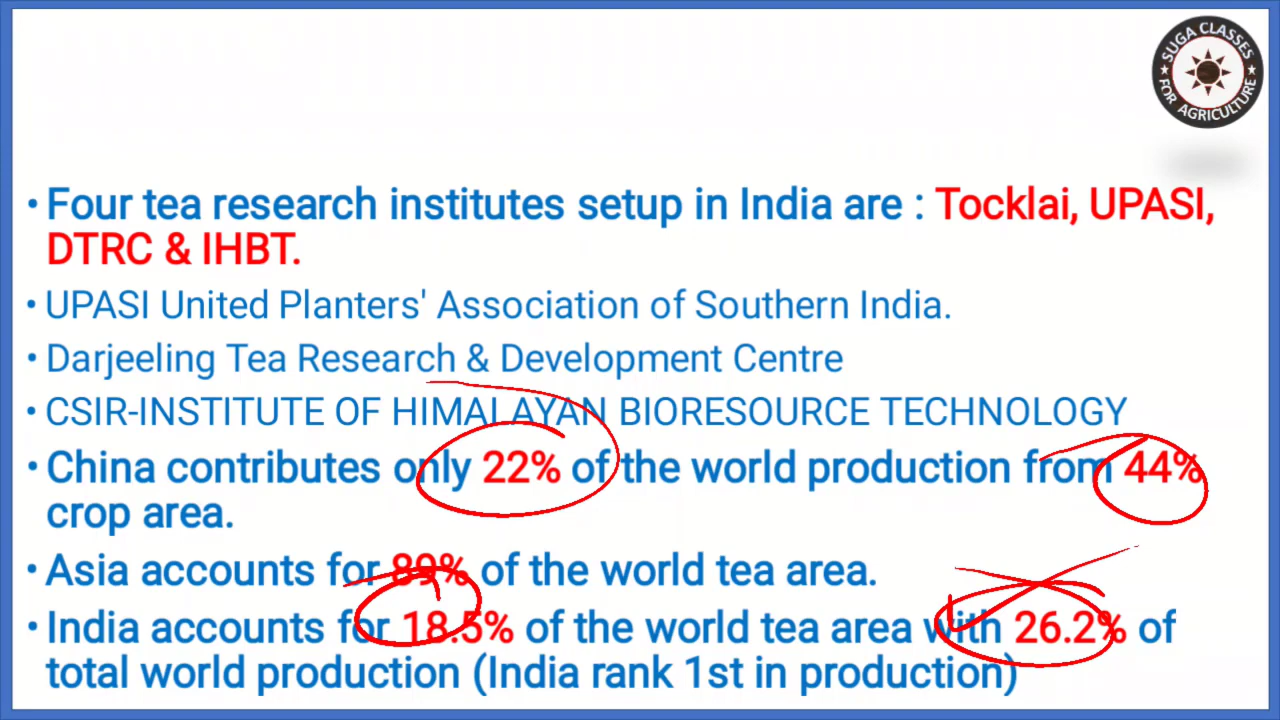 SUGA CLASSES
FOR AGRICULTURE
• Four tea research institutes setup in India are : Tocklai, UPASI,
DTRC & IHBT.
• UPASI United Planters' Association of Southern India.
• Darjeeling Tea Research & Development Centre
• CSIR-INSTITUTE OF HIMALAYAN BIORESOURCE TECHNOLOGY
• China contributes only 22% of the world production from 44%
crop area.
• Asia accounts for 89% of the world tea area.
• India accounts for 18.5% of the world tea area with 26.2% of
total world production (India rank 1st in production)